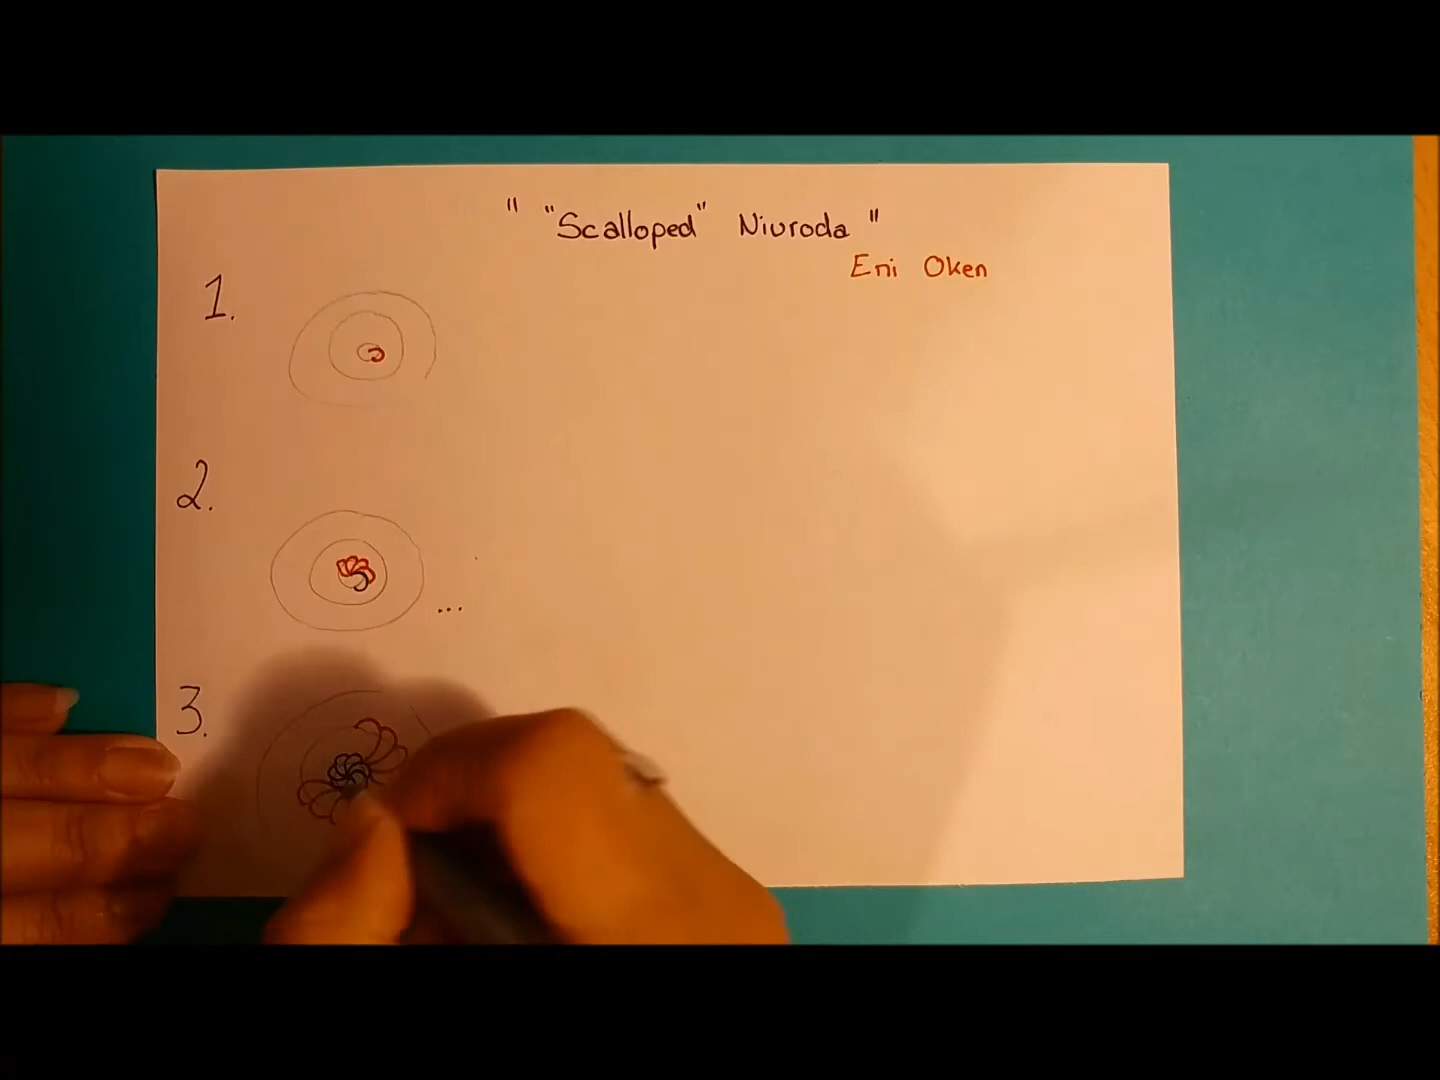 " "Scalloped" Niuroda "
Eni Oken
1.
2.
...
3.